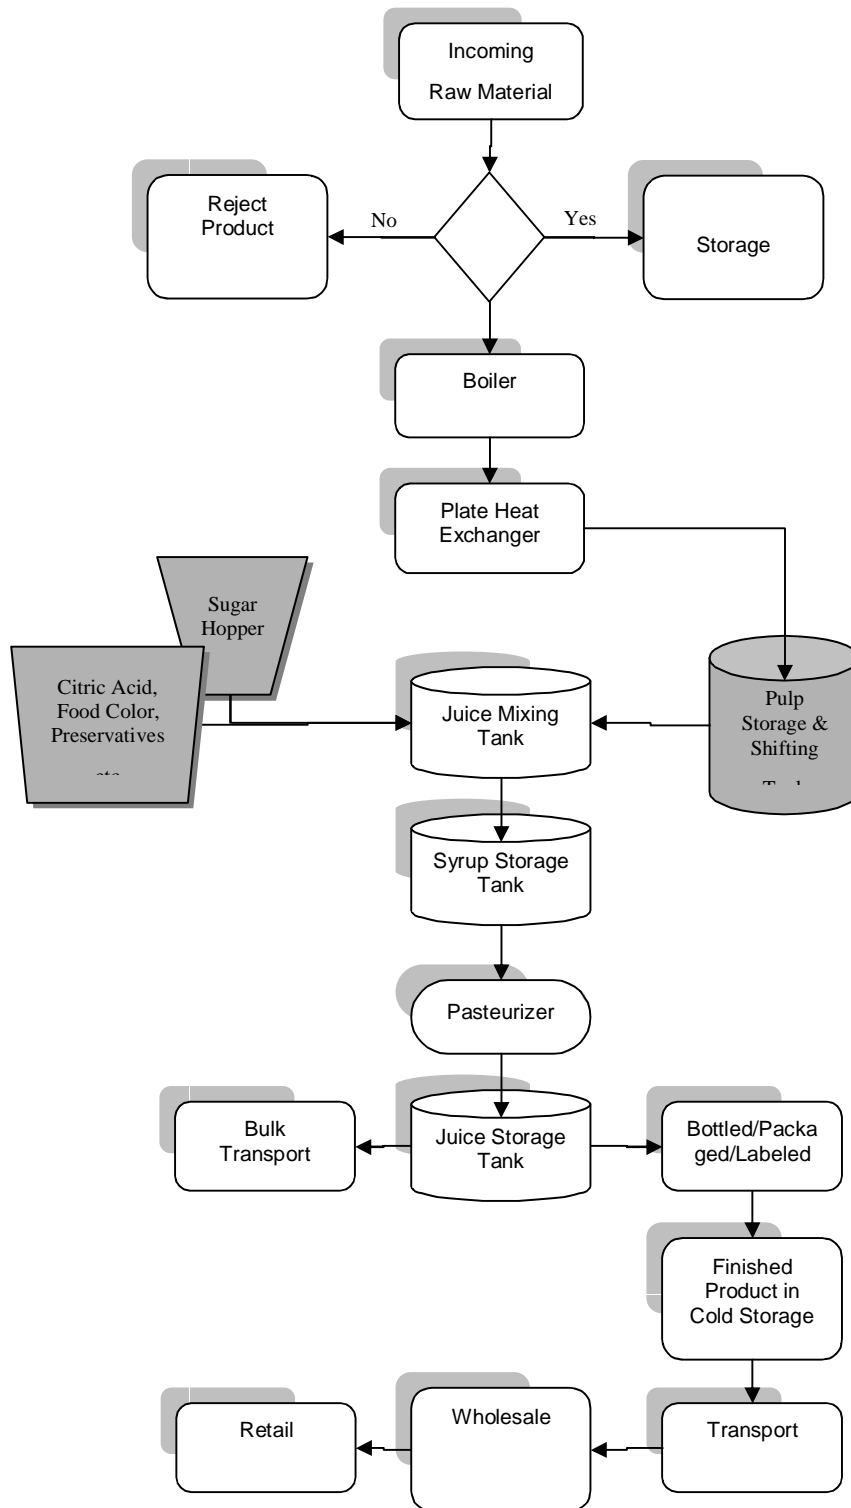 Incoming
Raw Material
Reject
Product
No
Yes
Storage
Boiler
Plate Heat
Exchanger
Sugar
Hopper
Citric Acid,
Food Color,
Preservatives
Juice Mixing
Tank
Pulp
Storage &
Shifting
Syrup Storage
Tank
Pasteurizer
Bulk
Transport
Juice Storage
Tank
Bottled/Packa
ged/Labeled
Finished
Product in
Cold Storage
Retail
Wholesale
Transport